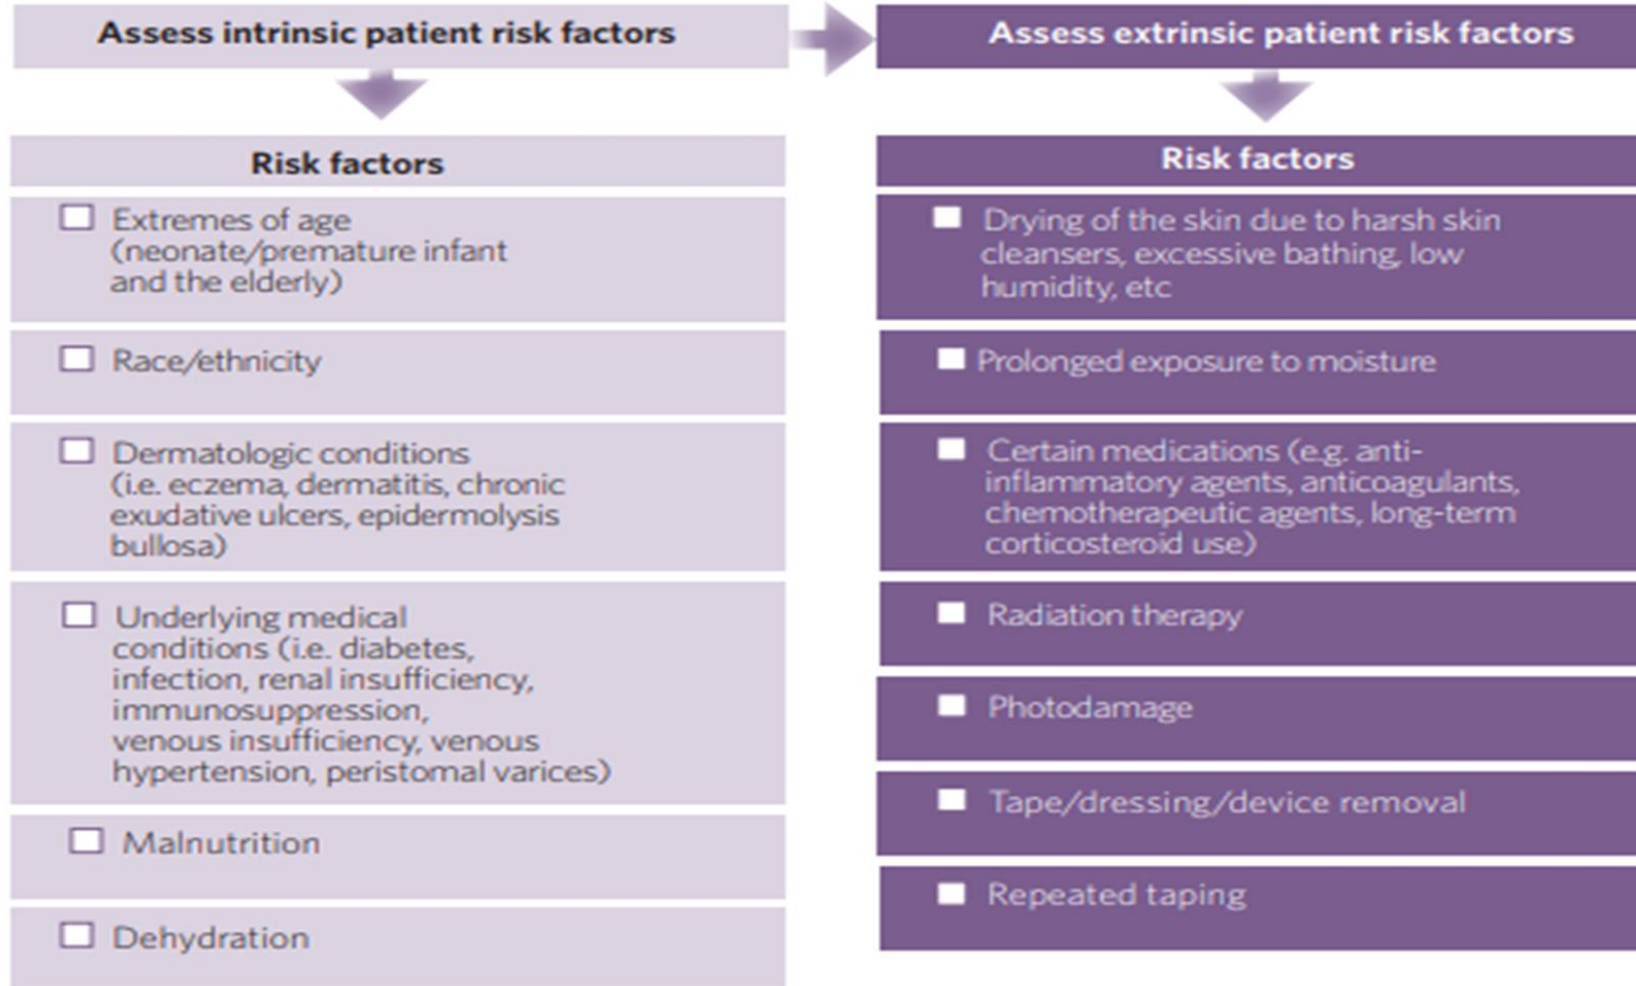 Assess intrinsic patient risk factors
Risk factors
Extremes of age
(neonate/premature infant
and the elderly)
Race/ethnicity
Dermatologic conditions
(i.e. eczema, dermatitis, chronic
exudative ulcers, epidermolysis
bullosa)
Underlying medical
conditions (i.e. diabetes,
infection, renal insufficiency,
immunosuppression,
venous insufficiency, venous
hypertension, peristomal varices)
Malnutrition
Dehydration
Assess extrinsic patient risk factors
Risk factors
Drying of the skin due to harsh skin
cleansers, excessive bathing, low
humidity, etc
Prolonged exposure to moisture
Certain medications (e.g. anti-
inflammatory agents, anticoagulants,
chemotherapeutic agents, long-term
corticosteroid use)
Radiation therapy
Photodamage
Tape/dressing/device removal
Repeated taping